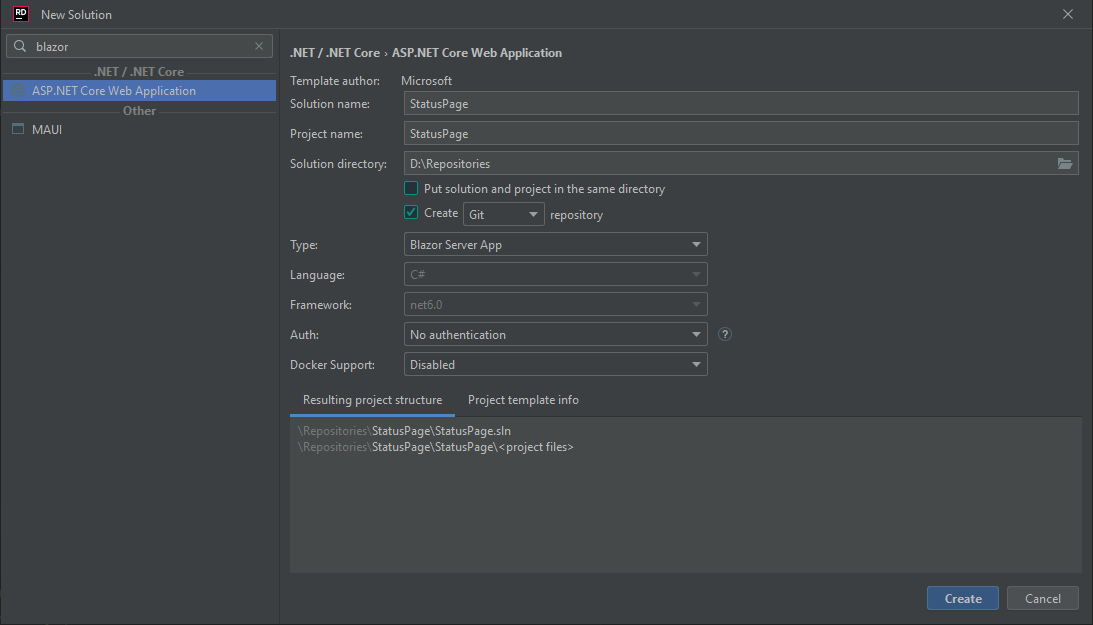 RD New Solution
blazor
.NET / .NET Core
ASP.NET Core Web Application
Other
MAUI
.NET / .NET Core › ASP.NET Core Web Application
Template author: Microsoft
Solution name: StatusPage
Project name: StatusPage
Solution directory: D:\Repositories
Put solution and project in the same directory
Create Git repository
Type: Blazor Server App
Language: C#
Framework: net6.0
Auth: No authentication ?
Docker Support: Disabled
Resulting project structure Project template info
\Repositories\StatusPage\StatusPage.sln
\Repositories\StatusPage\StatusPage\<project files>
Create Cancel